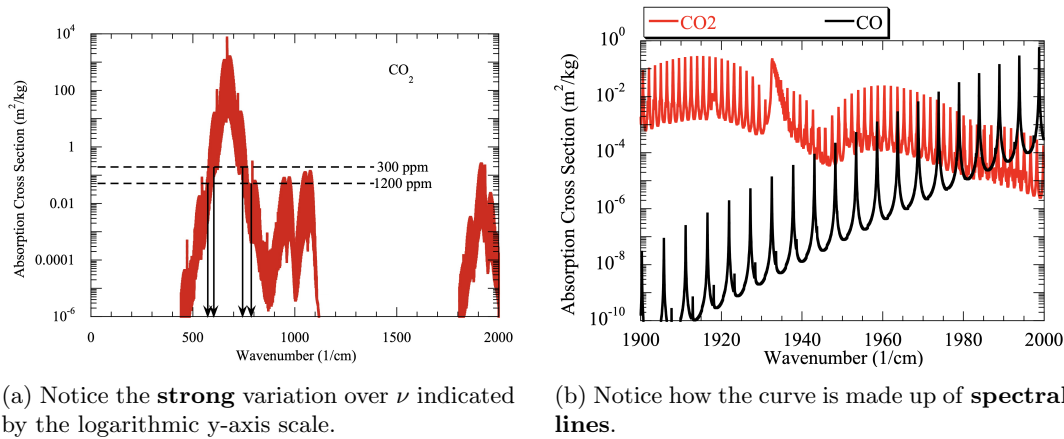 CO2 CO
10^4
100
1
0.01
0.0001
10^-6
Absorption Cross Section (m^2/kg)
CO_2
300 ppm
1200 ppm
0 500 1000 1500 2000
Wavenumber (1/cm)
10^0
10^-2
10^-4
10^-6
10^-8
10^-10
Absorption Cross Section (m^2/kg)
1900 1920 1940 1960 1980 2000
Wavenumber (1/cm)
(a) Notice the strong variation over ν indicated
by the logarithmic y-axis scale.
(b) Notice how the curve is made up of spectral
lines.